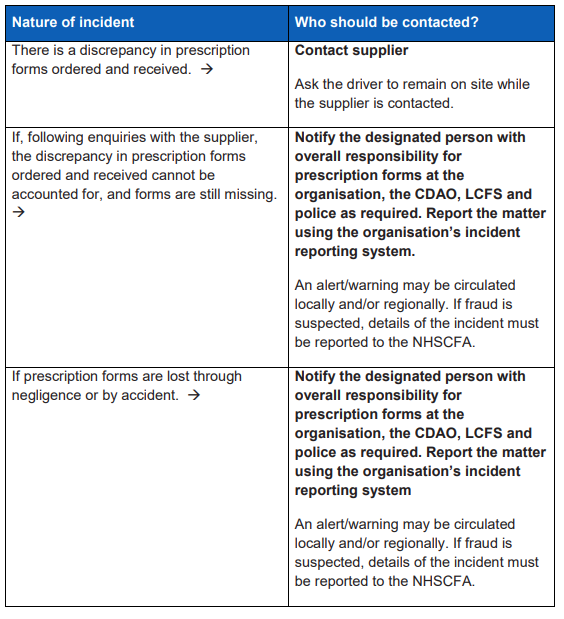 Nature of incident
Who should be contacted?
There is a discrepancy in prescription
forms ordered and received. →
Contact supplier
Ask the driver to remain on site while
the supplier is contacted.
If, following enquiries with the supplier,
the discrepancy in prescription forms
ordered and received cannot be
accounted for, and forms are still missing.
→
Notify the designated person with
overall responsibility for
prescription forms at the
organisation, the CDAO, LCFS and
police as required. Report the matter
using the organisation’s incident
reporting system.
An alert/warning may be circulated
locally and/or regionally. If fraud is
suspected, details of the incident must
be reported to the NHSCFA.
If prescription forms are lost through
negligence or by accident. →
Notify the designated person with
overall responsibility for
prescription forms at the
organisation, the CDAO, LCFS and
police as required. Report the matter
using the organisation’s incident
reporting system
An alert/warning may be circulated
locally and/or regionally. If fraud is
suspected, details of the incident must
be reported to the NHSCFA.